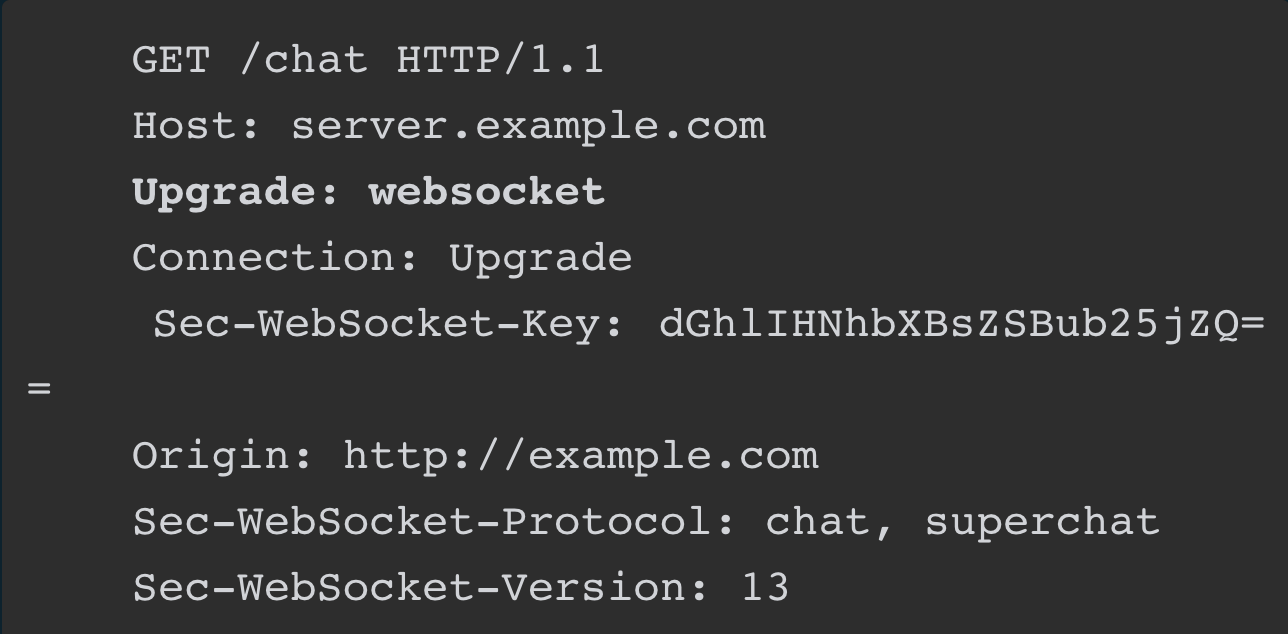 GET /chat HTTP/1.1
Host: server.example.com
Upgrade: websocket
Connection: Upgrade
Sec-WebSocket-Key: dGhlIHNhbXBsZSBub25jZQ=
=
Origin: http://example.com
Sec-WebSocket-Protocol: chat, superchat
Sec-WebSocket-Version: 13